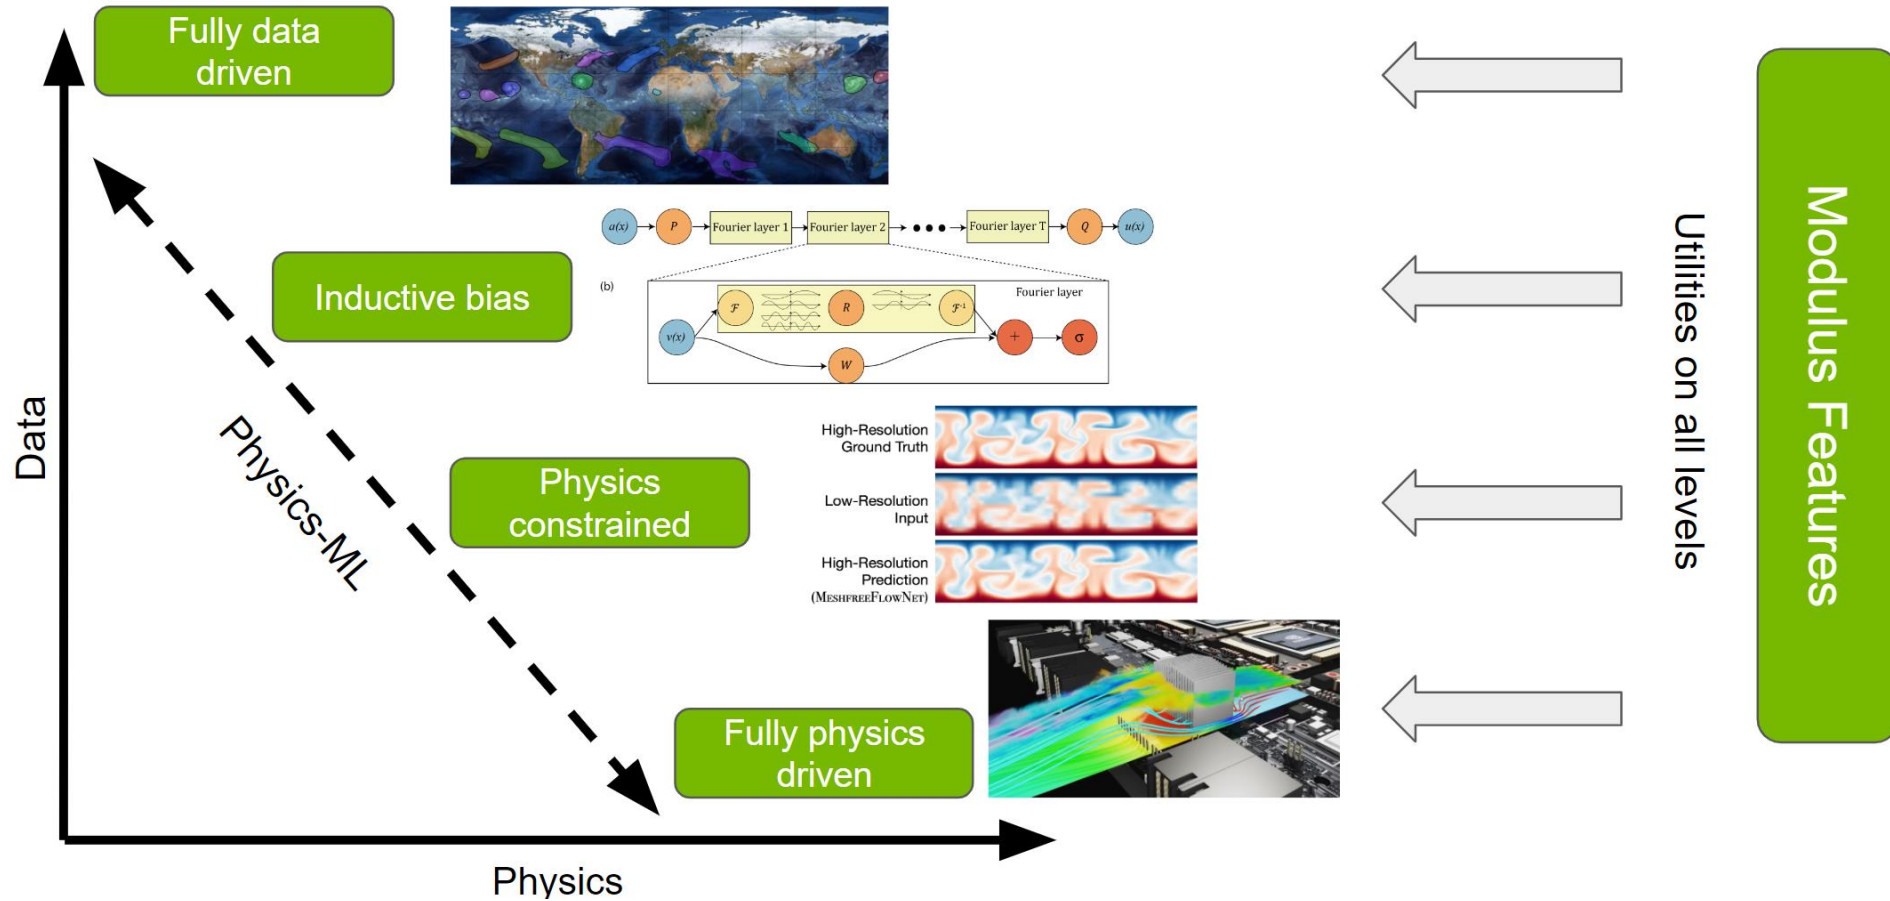 Fully data
driven
a(x)
P
Fourier layer 1
Fourier layer 2
Fourier layer T
Q
u(x)
Inductive bias
(b)
Fourier layer
F
R
F⁻¹
v(x)
+
σ
W
Data
Physics-ML
High-Resolution
Ground Truth
Physics
constrained
Low-Resolution
Input
High-Resolution
Prediction
(MESHFREEFLOWNET)
Fully physics
driven
Physics
Utilities on all levels
Modulus Features